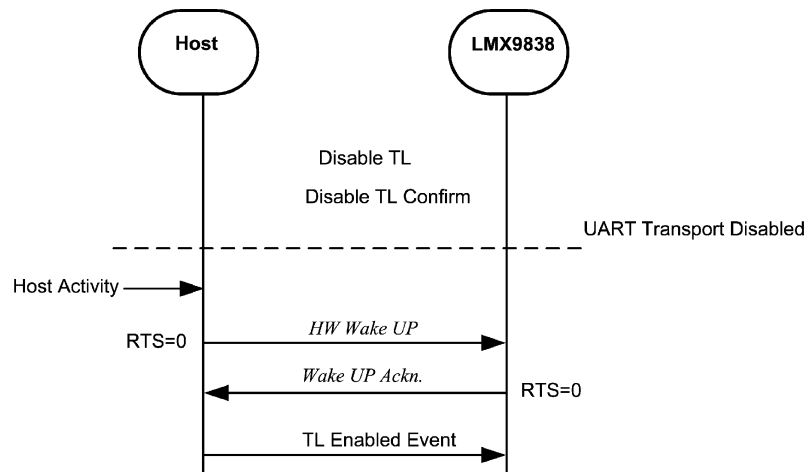 Host
LMX9838
Disable TL
Disable TL Confirm
UART Transport Disabled
Host Activity
HW Wake UP
RTS=0
Wake UP Ackn.
RTS=0
TL Enabled Event